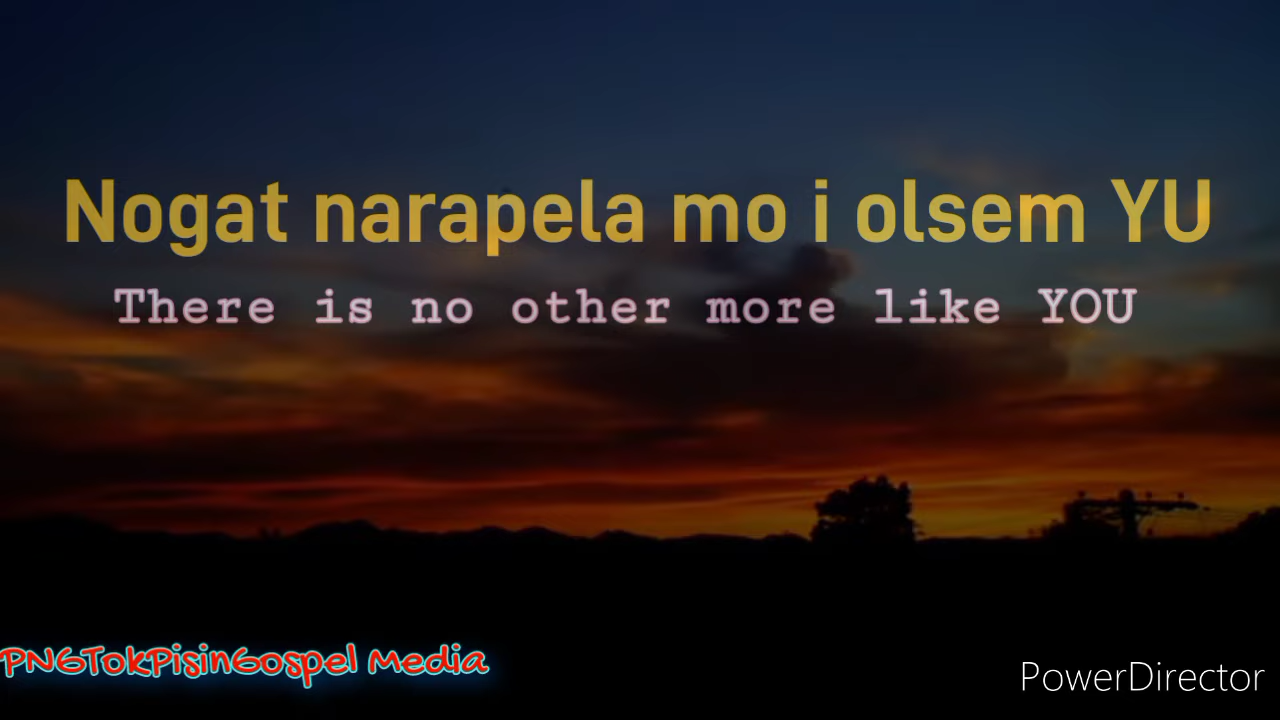 Nogat narapela mo i olsem YU
There is no other more like YOU
PNGTokPisinGospel Media
PowerDirector